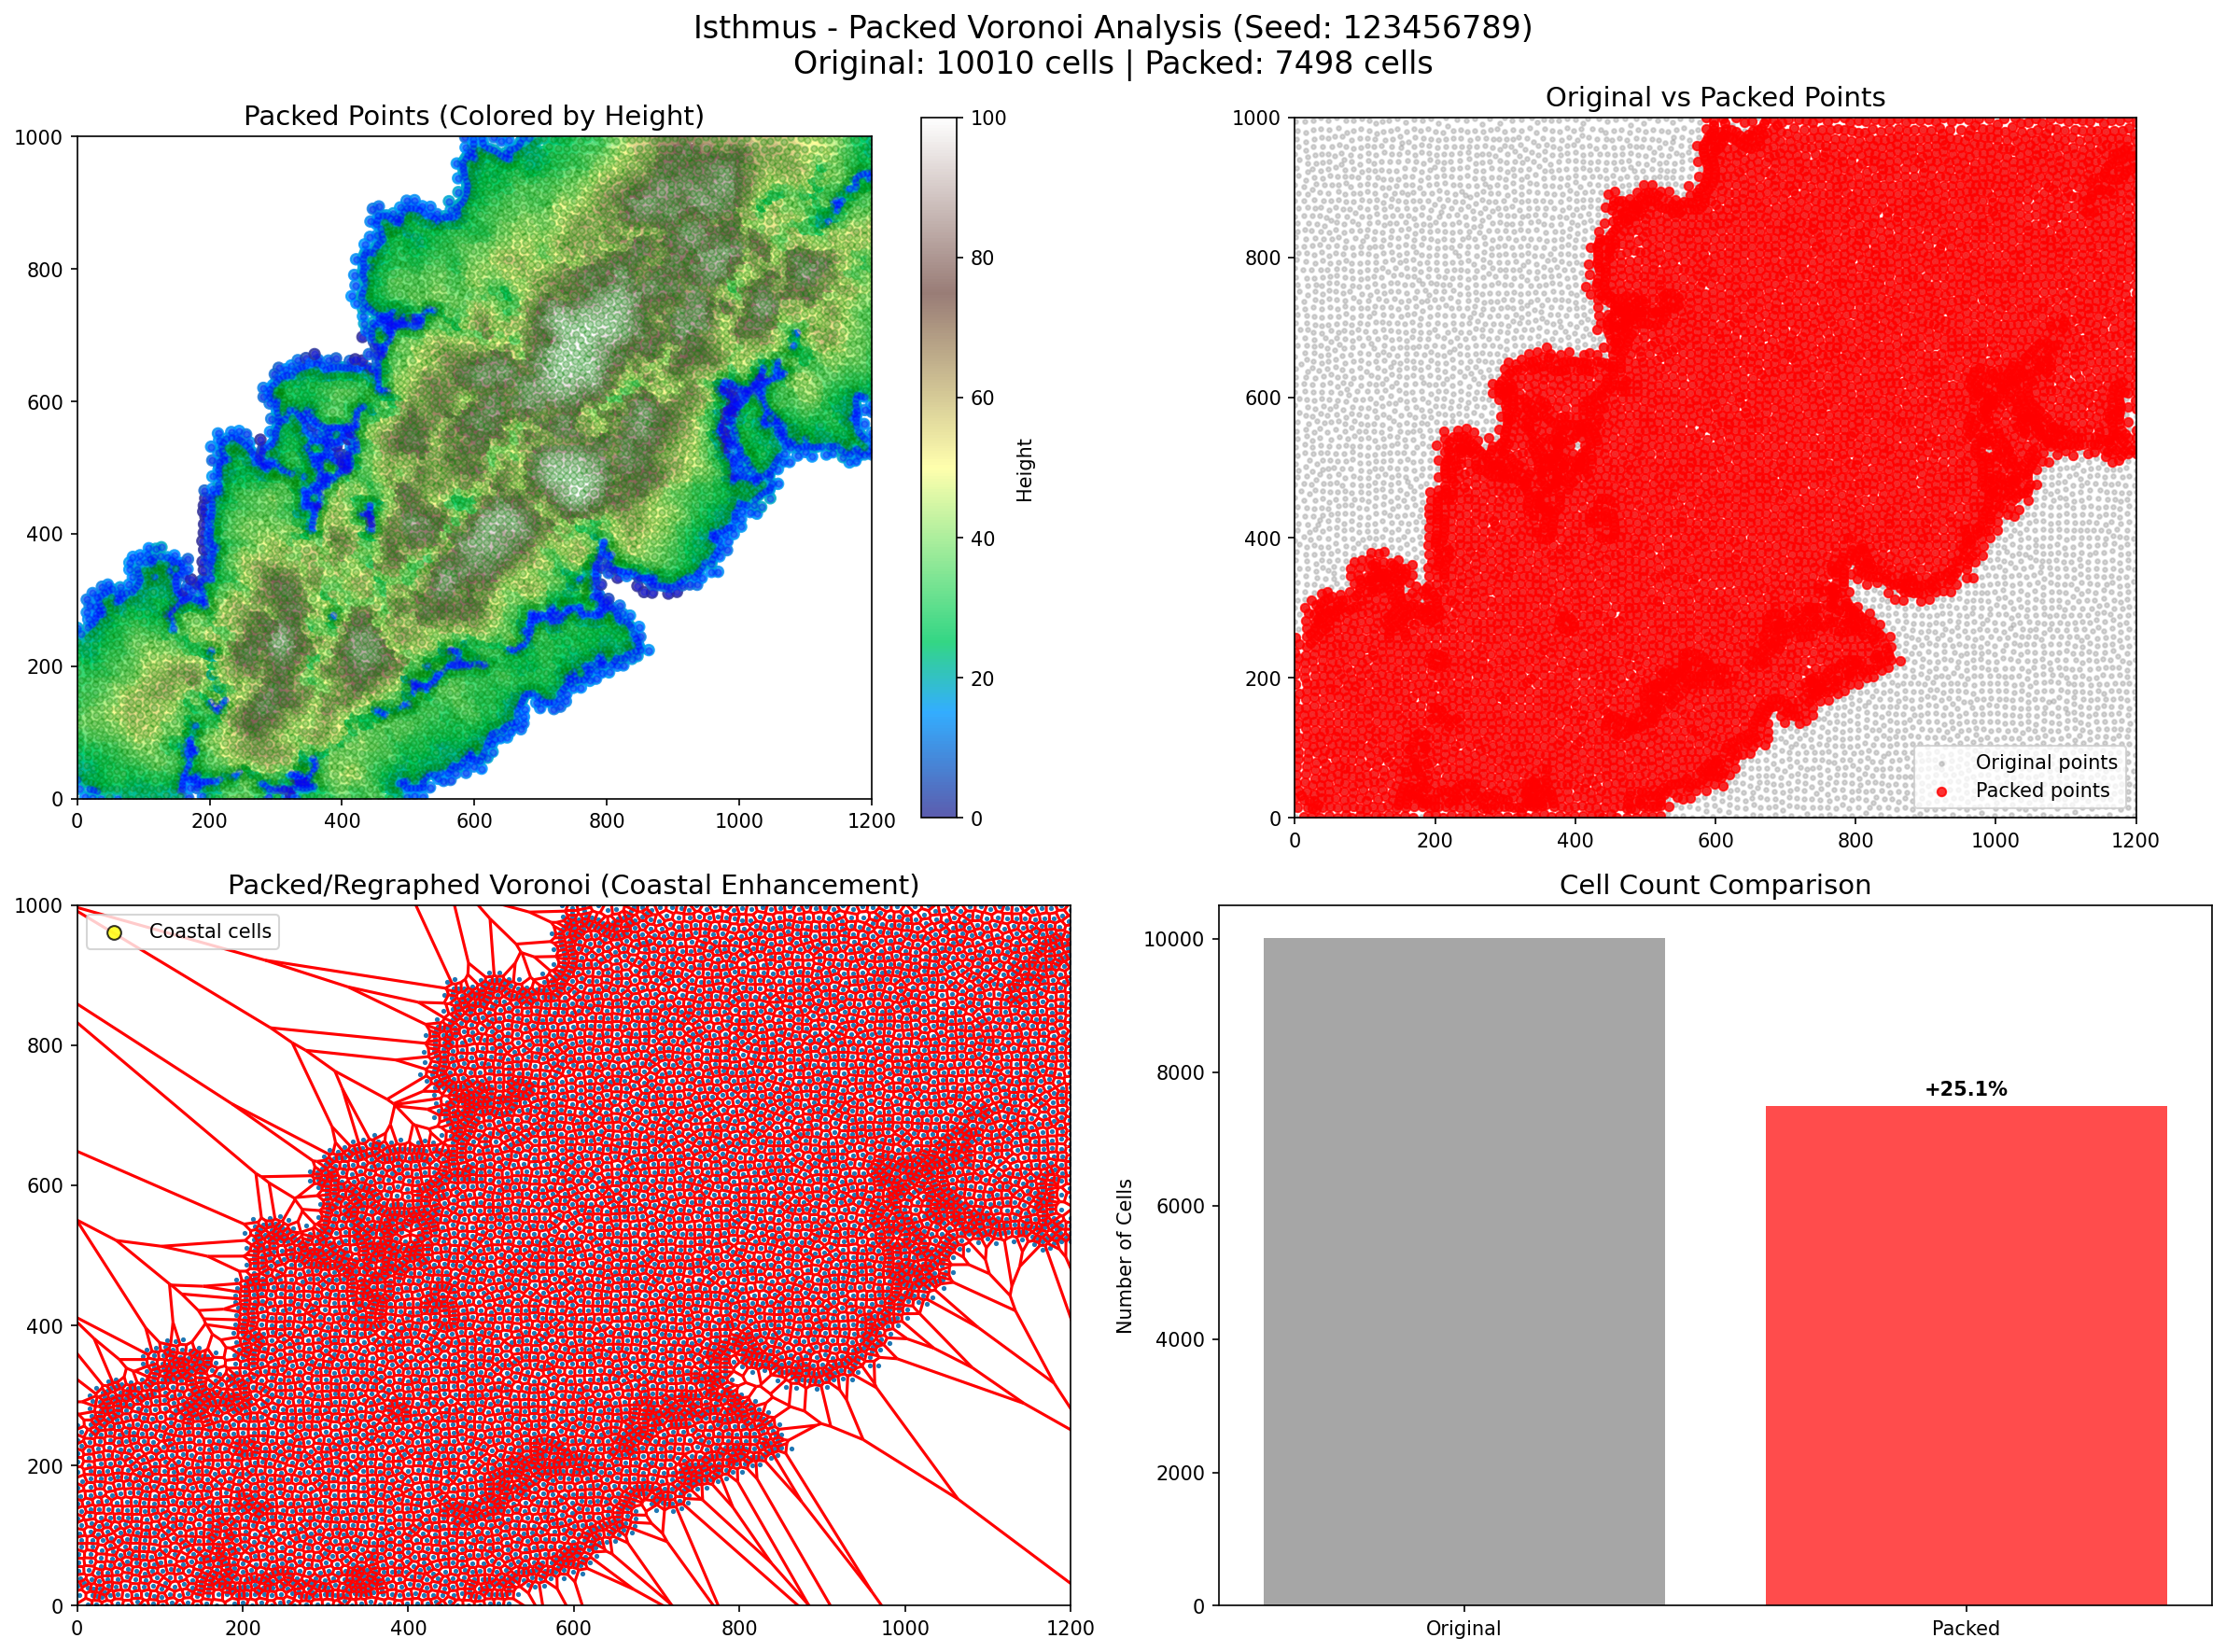 Isthmus - Packed Voronoi Analysis (Seed: 123456789)
Original: 10010 cells | Packed: 7498 cells
Packed Points (Colored by Height)
1000
800
600
400
200
0
0 200 400 600 800 1000 1200
100
80
60
40
20
0
Height
Original vs Packed Points
1000
800
600
400
200
0
0 200 400 600 800 1000 1200
Original points
Packed points
Packed/Regraphed Voronoi (Coastal Enhancement)
Coastal cells
1000
800
600
400
200
0
0 200 400 600 800 1000 1200
Cell Count Comparison
Number of Cells
10000
8000
6000
4000
2000
0
+25.1%
Original Packed